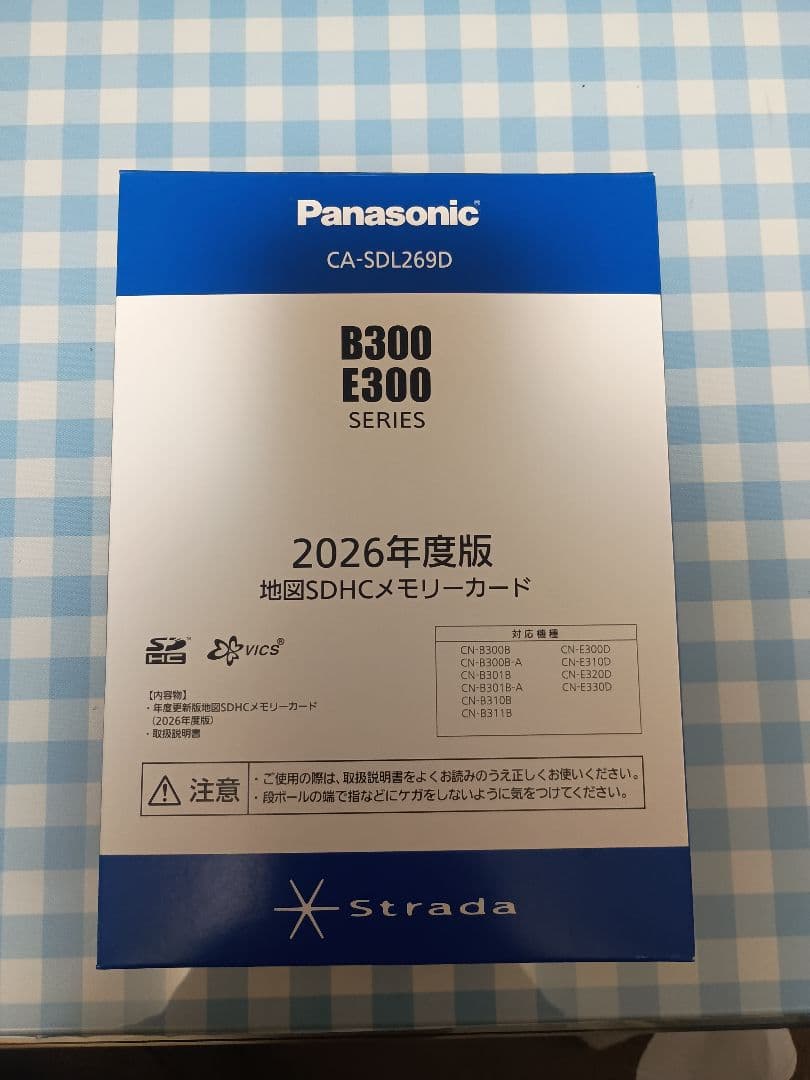 Panasonic®
CA-SDL269D
B300
E300
SERIES
2026年度版
地図SDHCメモリーカード
SD HC™
VICS®
【内容物】
・年度更新版地図SDHCメモリーカード
(2026年度版)
・取扱説明書
対応機種
CN-B300B CN-E300D
CN-B300B-A CN-E310D
CN-B301B CN-E320D
CN-B301B-A CN-E330D
CN-B310B
CN-B311B
注意
・ご使用の際は、取扱説明書をよくお読みのうえ正しくお使いください。
・段ボールの端で指などにケガをしないように気をつけてください。
Strada